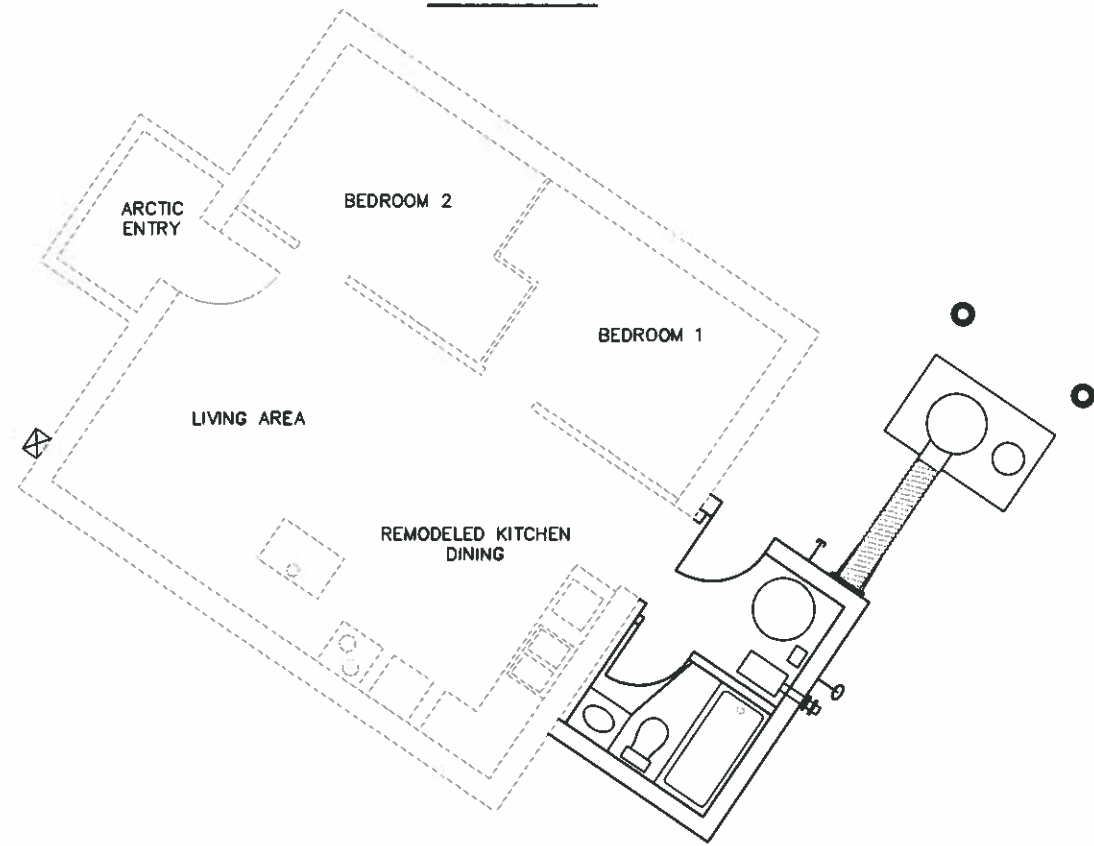 BEDROOM 2
ARCTIC
ENTRY
BEDROOM 1
LIVING AREA
REMODELED KITCHEN
DINING